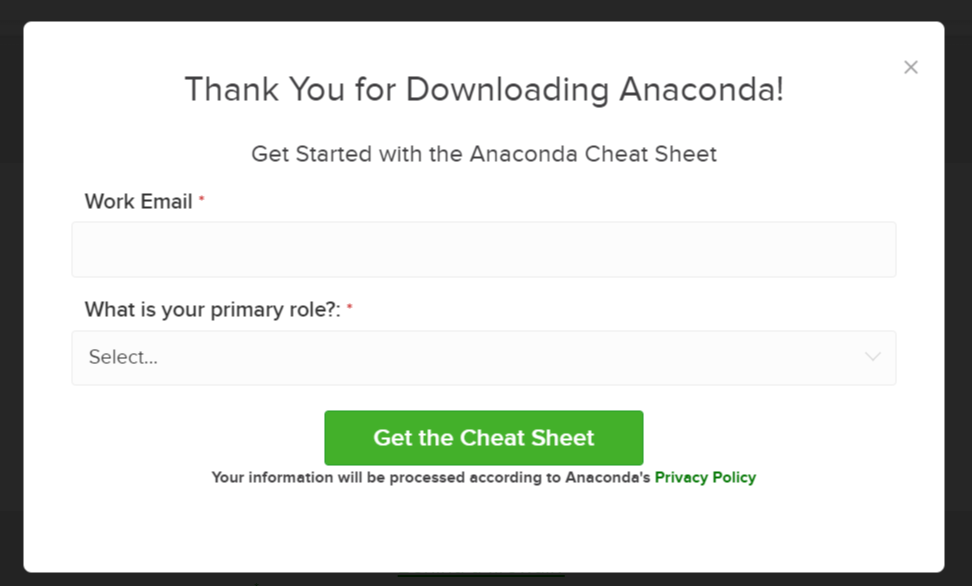 Thank You for Downloading Anaconda!
Get Started with the Anaconda Cheat Sheet
Work Email *
What is your primary role?: *
Select...
Get the Cheat Sheet
Your information will be processed according to Anaconda's Privacy Policy